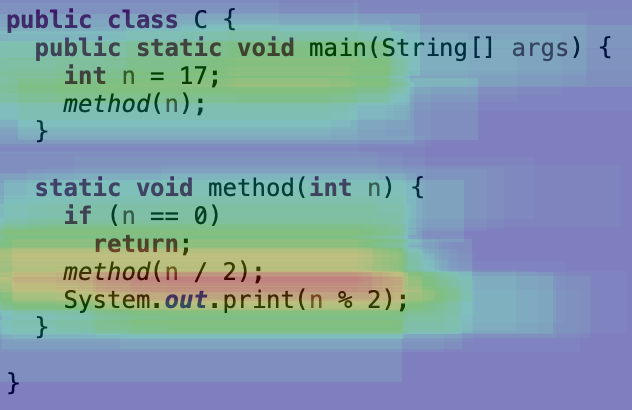 public class C {
  public static void main(String[] args) {
    int n = 17;
    method(n);
  }

  static void method(int n) {
    if (n == 0)
      return;
    method(n / 2);
    System.out.print(n % 2);
  }

}